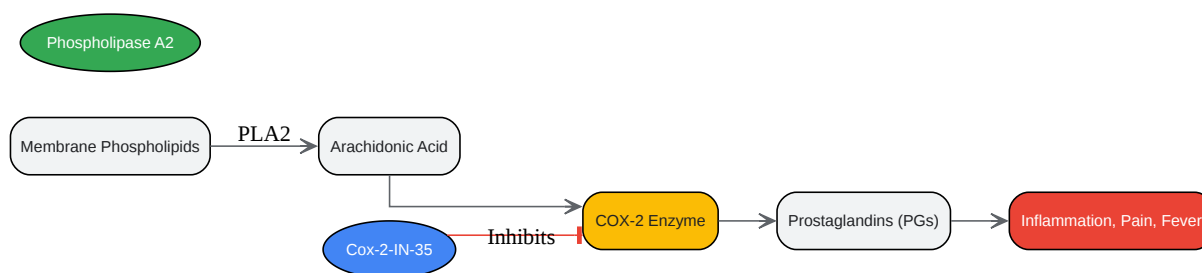 Phospholipase A2
Membrane Phospholipids
PLA2
Arachidonic Acid
COX-2 Enzyme
Prostaglandins (PGs)
Inflammation, Pain, Fever
Cox-2-IN-35
Inhibits